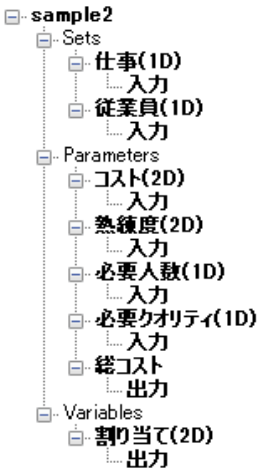 sample2
Sets
仕事(1D)
入力
従業員(1D)
入力
Parameters
コスト(2D)
入力
熟練度(2D)
入力
必要人数(1D)
入力
必要クオリティ(1D)
入力
総コスト
出力
Variables
割り当て(2D)
出力